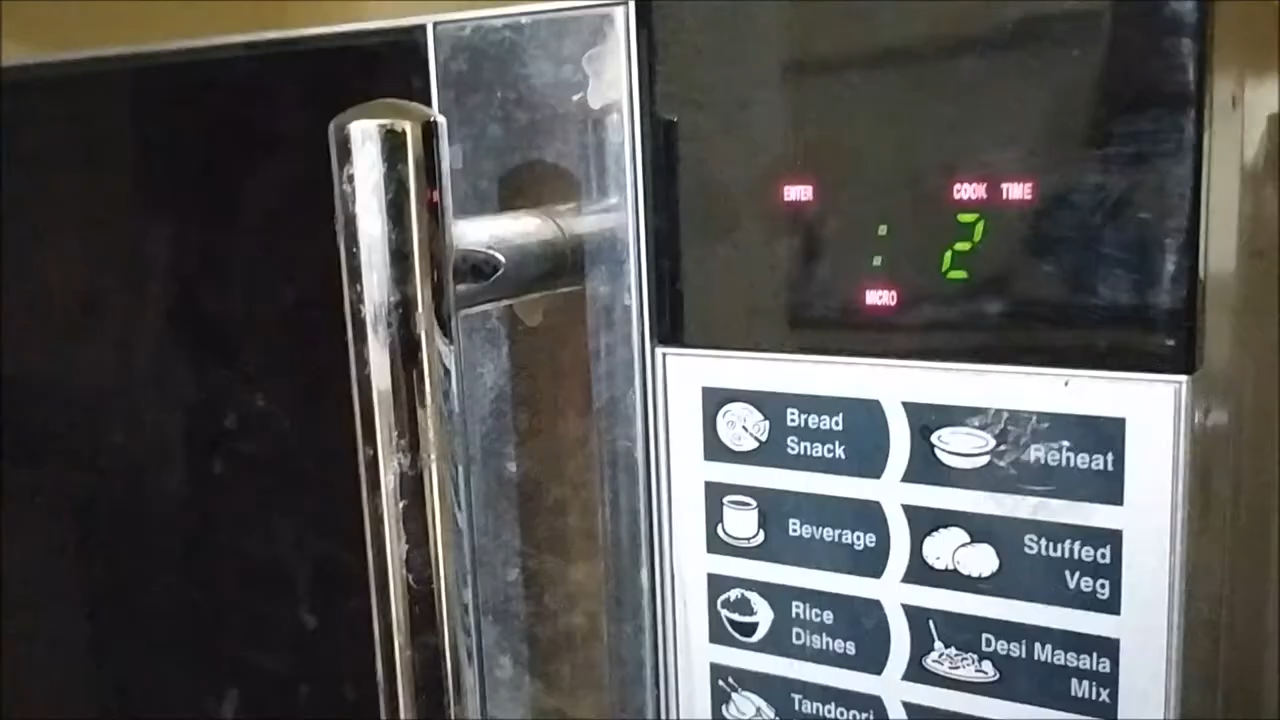 ENTER COOK TIME
: 2
MICRO
Bread
Snack
Reheat
Beverage
Stuffed
Veg
Rice
Dishes
Desi Masala
Mix
Tandoori